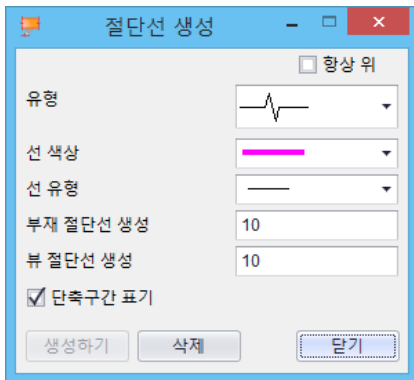 절단선 생성
항상 위
유형
선 색상
선 유형
부재 절단선 생성 10
뷰 절단선 생성 10
단축구간 표기
생성하기 삭제 닫기